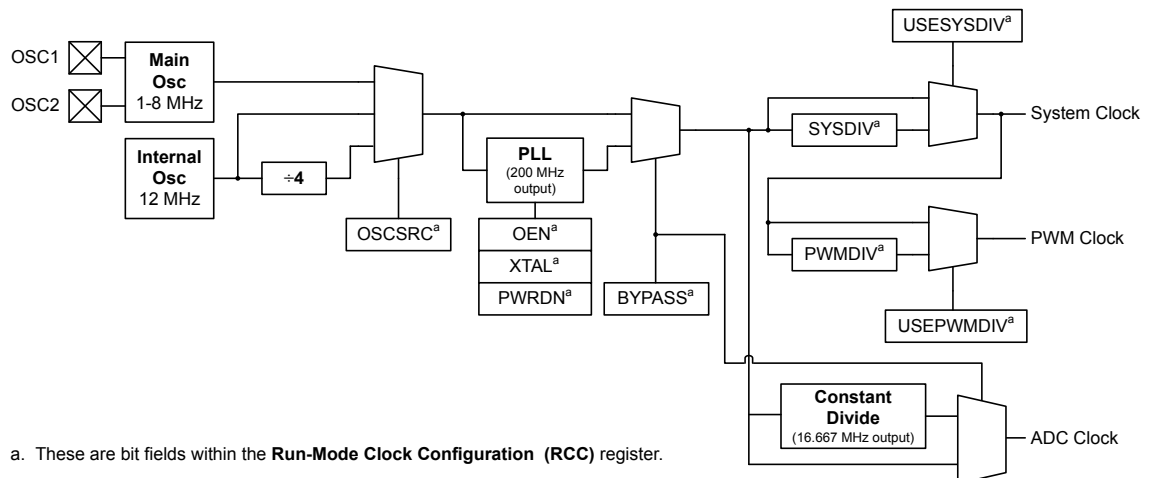 USESYSDIVᵃ
OSC1
OSC2
Main
Osc
1-8 MHz
Internal
Osc
12 MHz
÷4
OSCSRCᵃ
PLL
(200 MHz
output)
OENᵃ
XTALᵃ
PWRDNᵃ
BYPASSᵃ
SYSDIVᵃ
System Clock
PWMDIVᵃ
PWM Clock
USEPWMDIVᵃ
Constant
Divide
(16.667 MHz output)
ADC Clock
a. These are bit fields within the Run-Mode Clock Configuration (RCC) register.